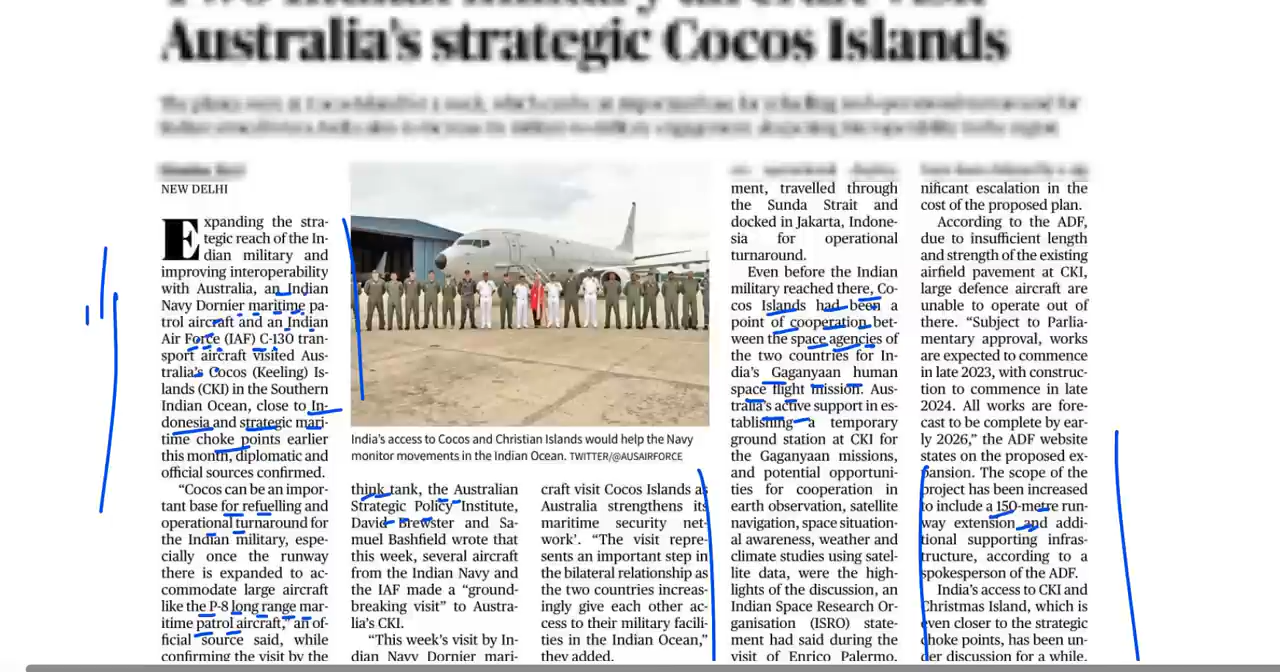 Two Indian military aircraft visit
Australia's strategic Cocos Islands
NEW DELHI
Expanding the stra-
tegic reach of the In-
dian military and
improving interoperability
with Australia, an Indian
Navy Dornier maritime pa-
trol aircraft and an Indian
Air Force (IAF) C-130 tran-
sport aircraft visited Aus-
tralia's Cocos (Keeling) Is-
lands (CKI) in the Southern
Indian Ocean, close to In-
donesia and strategic mari-
time choke points earlier
this month, diplomatic and
official sources confirmed.
"Cocos can be an impor-
tant base for refuelling and
operational turnaround for
the Indian military, espe-
cially once the runway
there is expanded to ac-
commodate large aircraft
like the P-8 long range mar-
itime patrol aircraft," an of-
ficial source said, while
confirming the visit by the
India's access to Cocos and Christian Islands would help the Navy
monitor movements in the Indian Ocean. TWITTER/@AUSAIRFORCE
think tank, the Australian
Strategic Policy Institute,
David Brewster and Sa-
muel Bashfield wrote that
this week, several aircraft
from the Indian Navy and
the IAF made a "ground-
breaking visit" to Austra-
lia's CKI.
"This week's visit by In-
dian Navy Dornier mari-
craft visit Cocos Islands as
Australia strengthens its
maritime security net-
work'. "The visit repre-
sents an important step in
the bilateral relationship as
the two countries increas-
ingly give each other ac-
cess to their military facili-
ties in the Indian Ocean,"
they added.
ment, travelled through
the Sunda Strait and
docked in Jakarta, Indone-
sia for operational
turnaround.
Even before the Indian
military reached there, Co-
cos Islands had been a
point of cooperation bet-
ween the space agencies of
the two countries for In-
dia's Gaganyaan human
space flight mission. Aus-
tralia's active support in es-
tablishing a temporary
ground station at CKI for
the Gaganyaan missions,
and potential opportuni-
ties for cooperation in
earth observation, satellite
navigation, space situation-
al awareness, weather and
climate studies using satel-
lite data, were the high-
lights of the discussion, an
Indian Space Research Or-
ganisation (ISRO) state-
ment had said during the
visit of Enrico Palermo,
nificant escalation in the
cost of the proposed plan.
According to the ADF,
due to insufficient length
and strength of the existing
airfield pavement at CKI,
large defence aircraft are
unable to operate out of
there. "Subject to Parlia-
mentary approval, works
are expected to commence
in late 2023, with construc-
tion to commence in late
2024. All works are fore-
cast to be complete by ear-
ly 2026," the ADF website
states on the proposed ex-
pansion. The scope of the
project has been increased
to include a 150-metre run-
way extension and addi-
tional supporting infras-
tructure, according to a
spokesperson of the ADF.
India's access to CKI and
Christmas Island, which is
even closer to the strategic
choke points, has been un-
der discussion for a while.